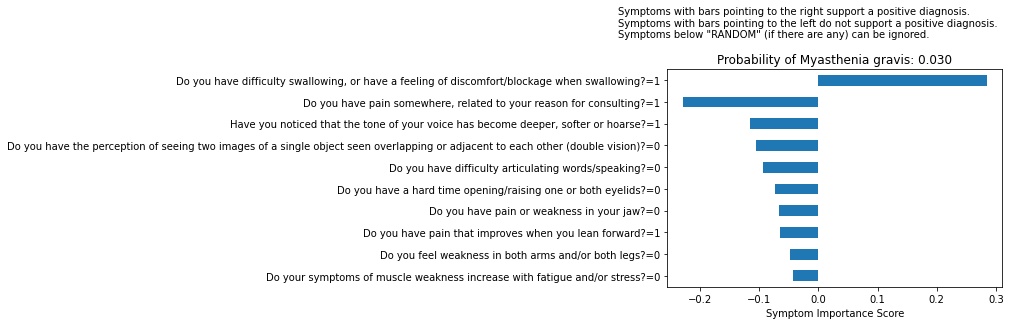 Symptoms with bars pointing to the right support a positive diagnosis.
Symptoms with bars pointing to the left do not support a positive diagnosis.
Symptoms below "RANDOM" (if there are any) can be ignored.
Probability of Myasthenia gravis: 0.030
Do you have difficulty swallowing, or have a feeling of discomfort/blockage when swallowing?=1
Do you have pain somewhere, related to your reason for consulting?=1
Have you noticed that the tone of your voice has become deeper, softer or hoarse?=1
Do you have the perception of seeing two images of a single object seen overlapping or adjacent to each other (double vision)?=0
Do you have difficulty articulating words/speaking?=0
Do you have a hard time opening/raising one or both eyelids?=0
Do you have pain or weakness in your jaw?=0
Do you have pain that improves when you lean forward?=1
Do you feel weakness in both arms and/or both legs?=0
Do your symptoms of muscle weakness increase with fatigue and/or stress?=0
−0.2 −0.1 0.0 0.1 0.2 0.3
Symptom Importance Score